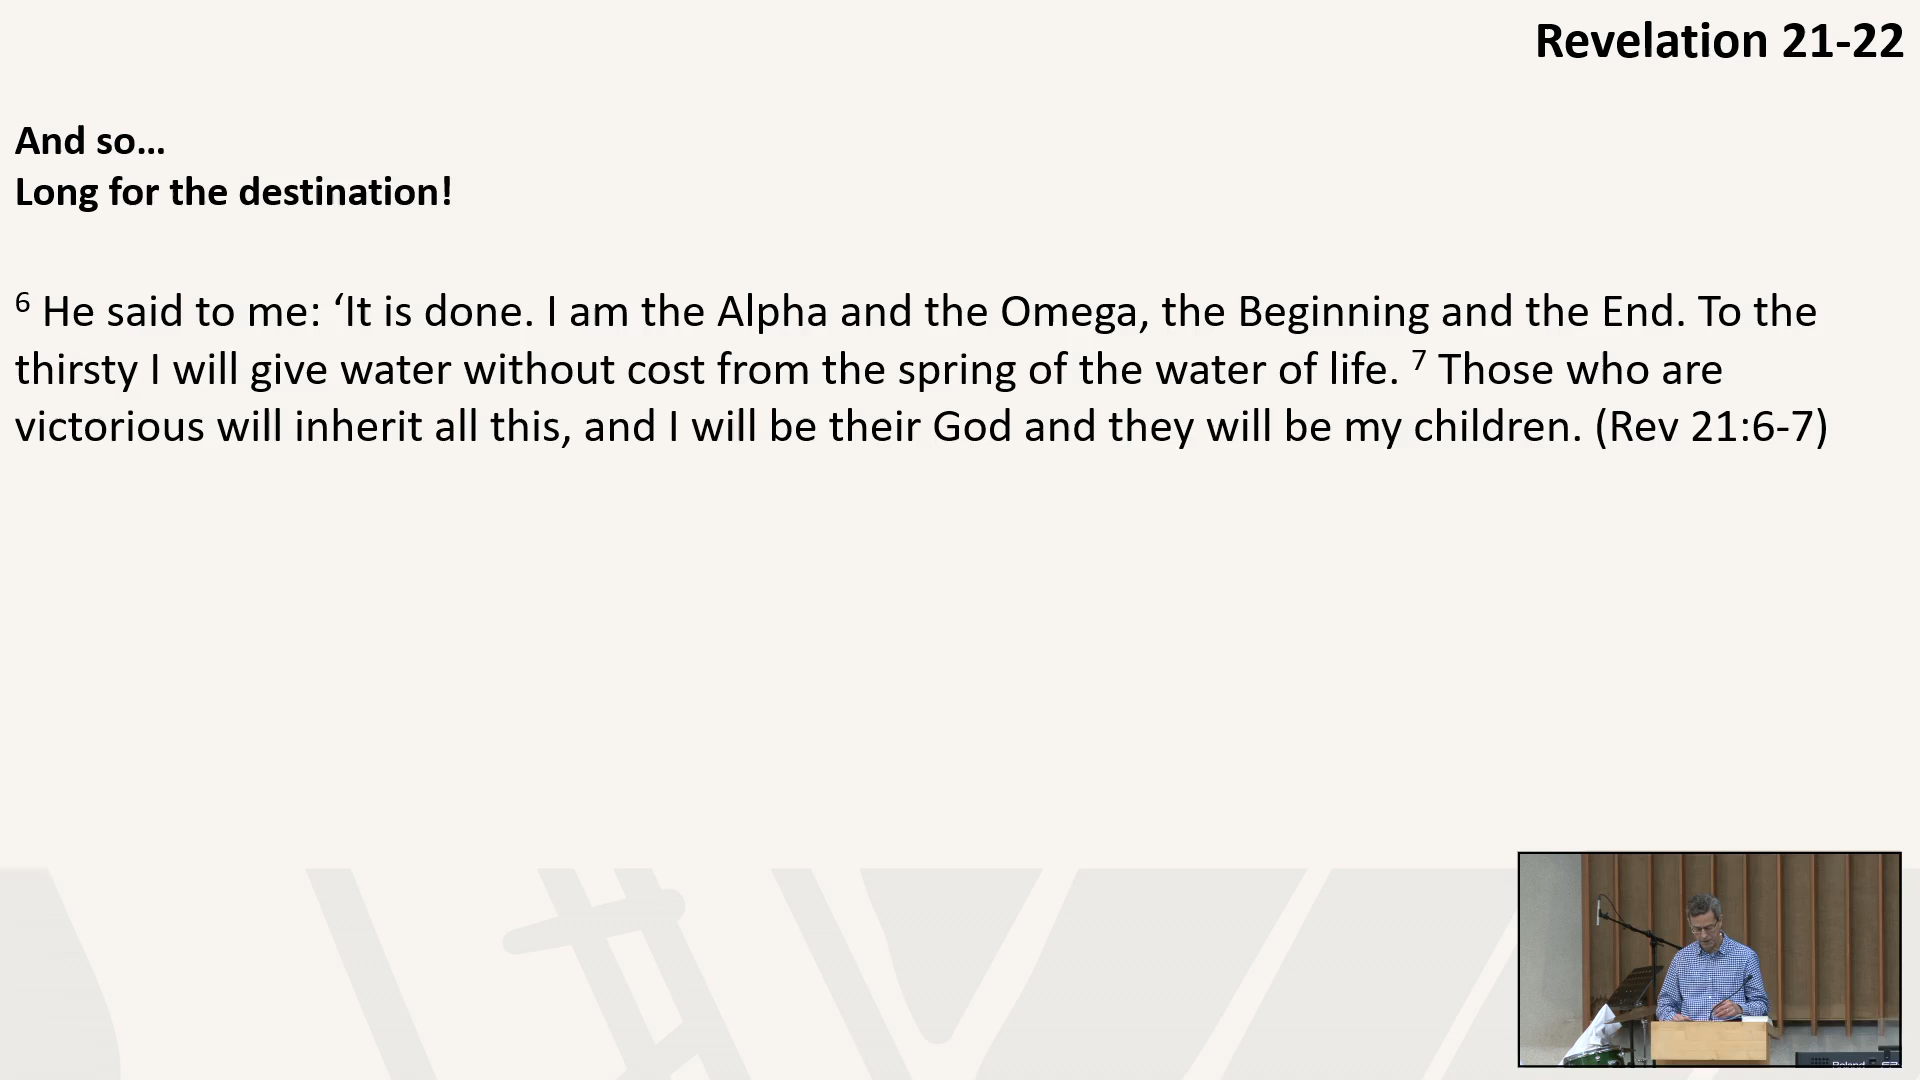 Revelation 21-22
And so…
Long for the destination!
⁶ He said to me: ‘It is done. I am the Alpha and the Omega, the Beginning and the End. To the
thirsty I will give water without cost from the spring of the water of life. ⁷ Those who are
victorious will inherit all this, and I will be their God and they will be my children. (Rev 21:6-7)
Roland